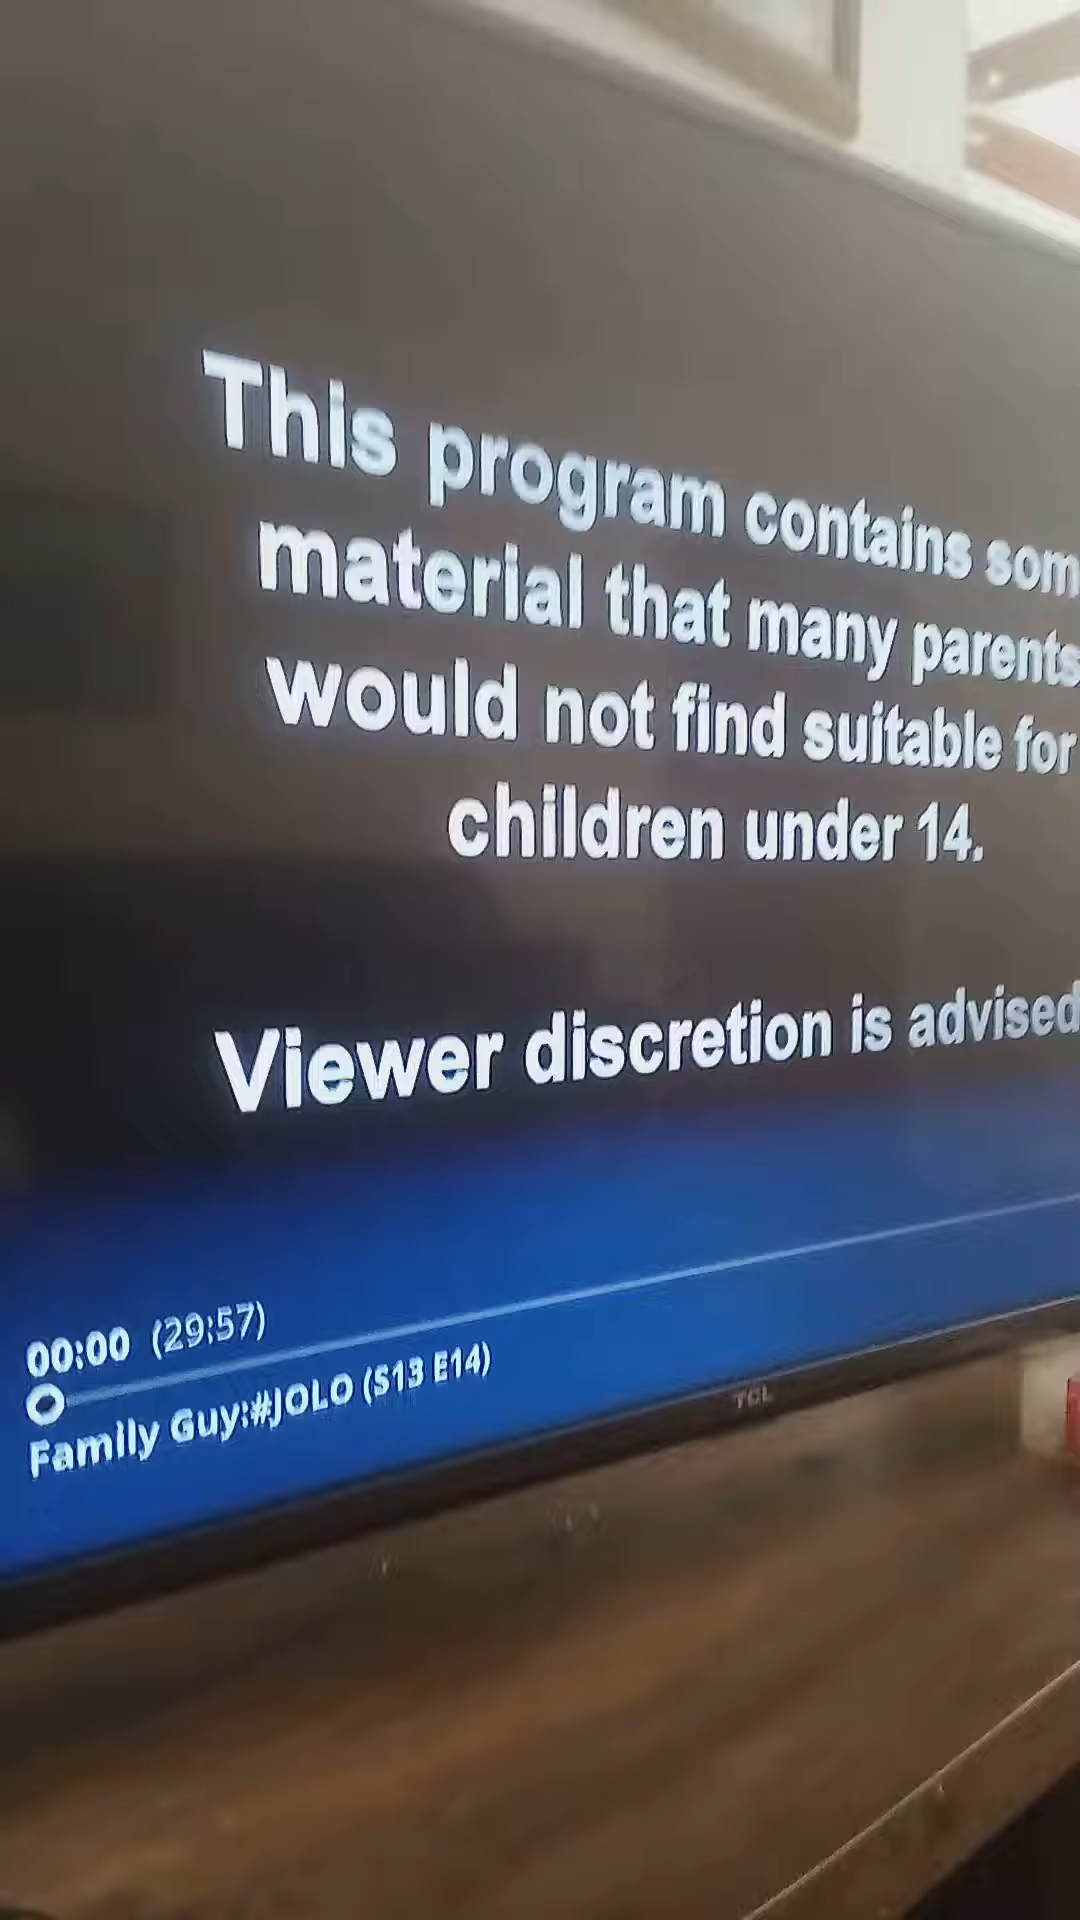 This program contains som
material that many parents
would not find suitable for
children under 14.
Viewer discretion is advised
00:00 (29:57)
Family Guy:#JOLO (S13 E14)
TCL